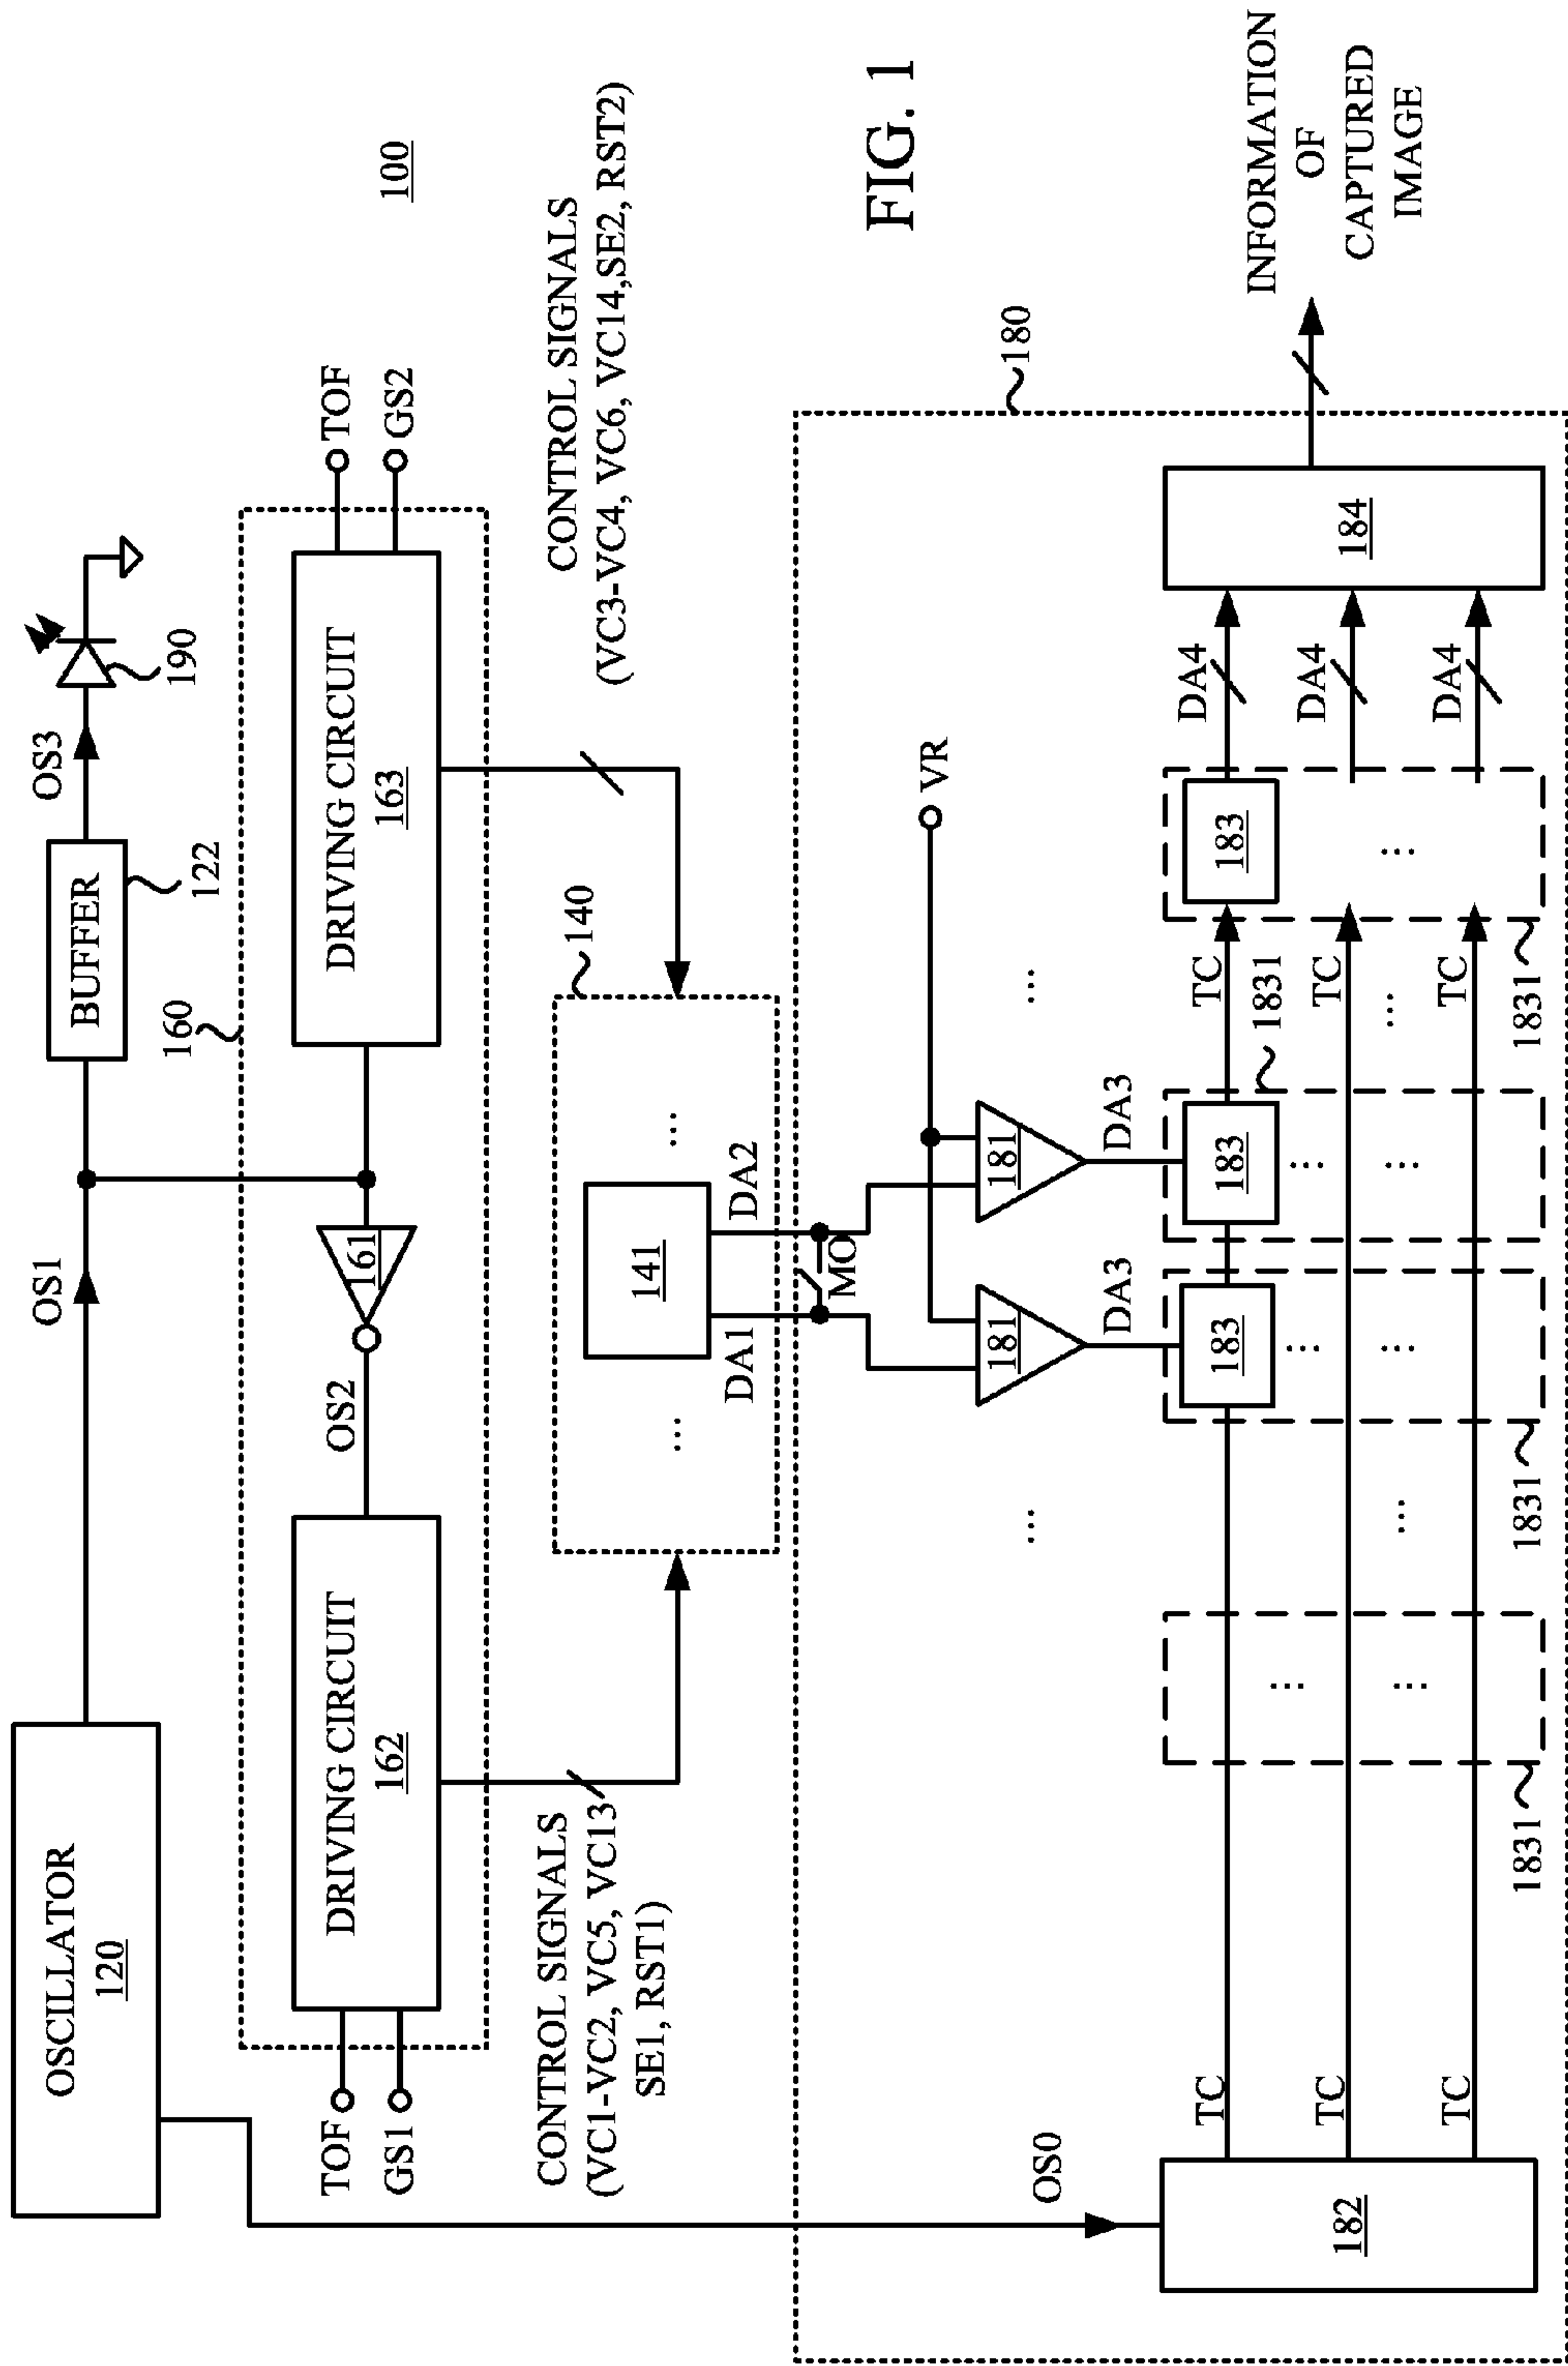 OSCILLATOR
120
OS1
BUFFER
122
OS3
190
100
160
TOF
GS1
DRIVING CIRCUIT
162
OS2
161
DRIVING CIRCUIT
163
TOF
GS2
CONTROL SIGNALS
(VC1-VC2, VC5, VC13
SE1, RST1)
140
...
141
...
DA1
DA2
CONTROL SIGNALS
(VC3-VC4, VC6, VC14,SE2, RST2)
MO
FIG. 1
180
VR
...
181
181
...
OS0
DA3
DA3
182
TC
TC
TC
...
...
1831
...
183
...
...
1831
183
...
...
1831
TC
TC
...
TC
183
...
1831
DA4
DA4
DA4
184
INFORMATION
OF
CAPTURED
IMAGE